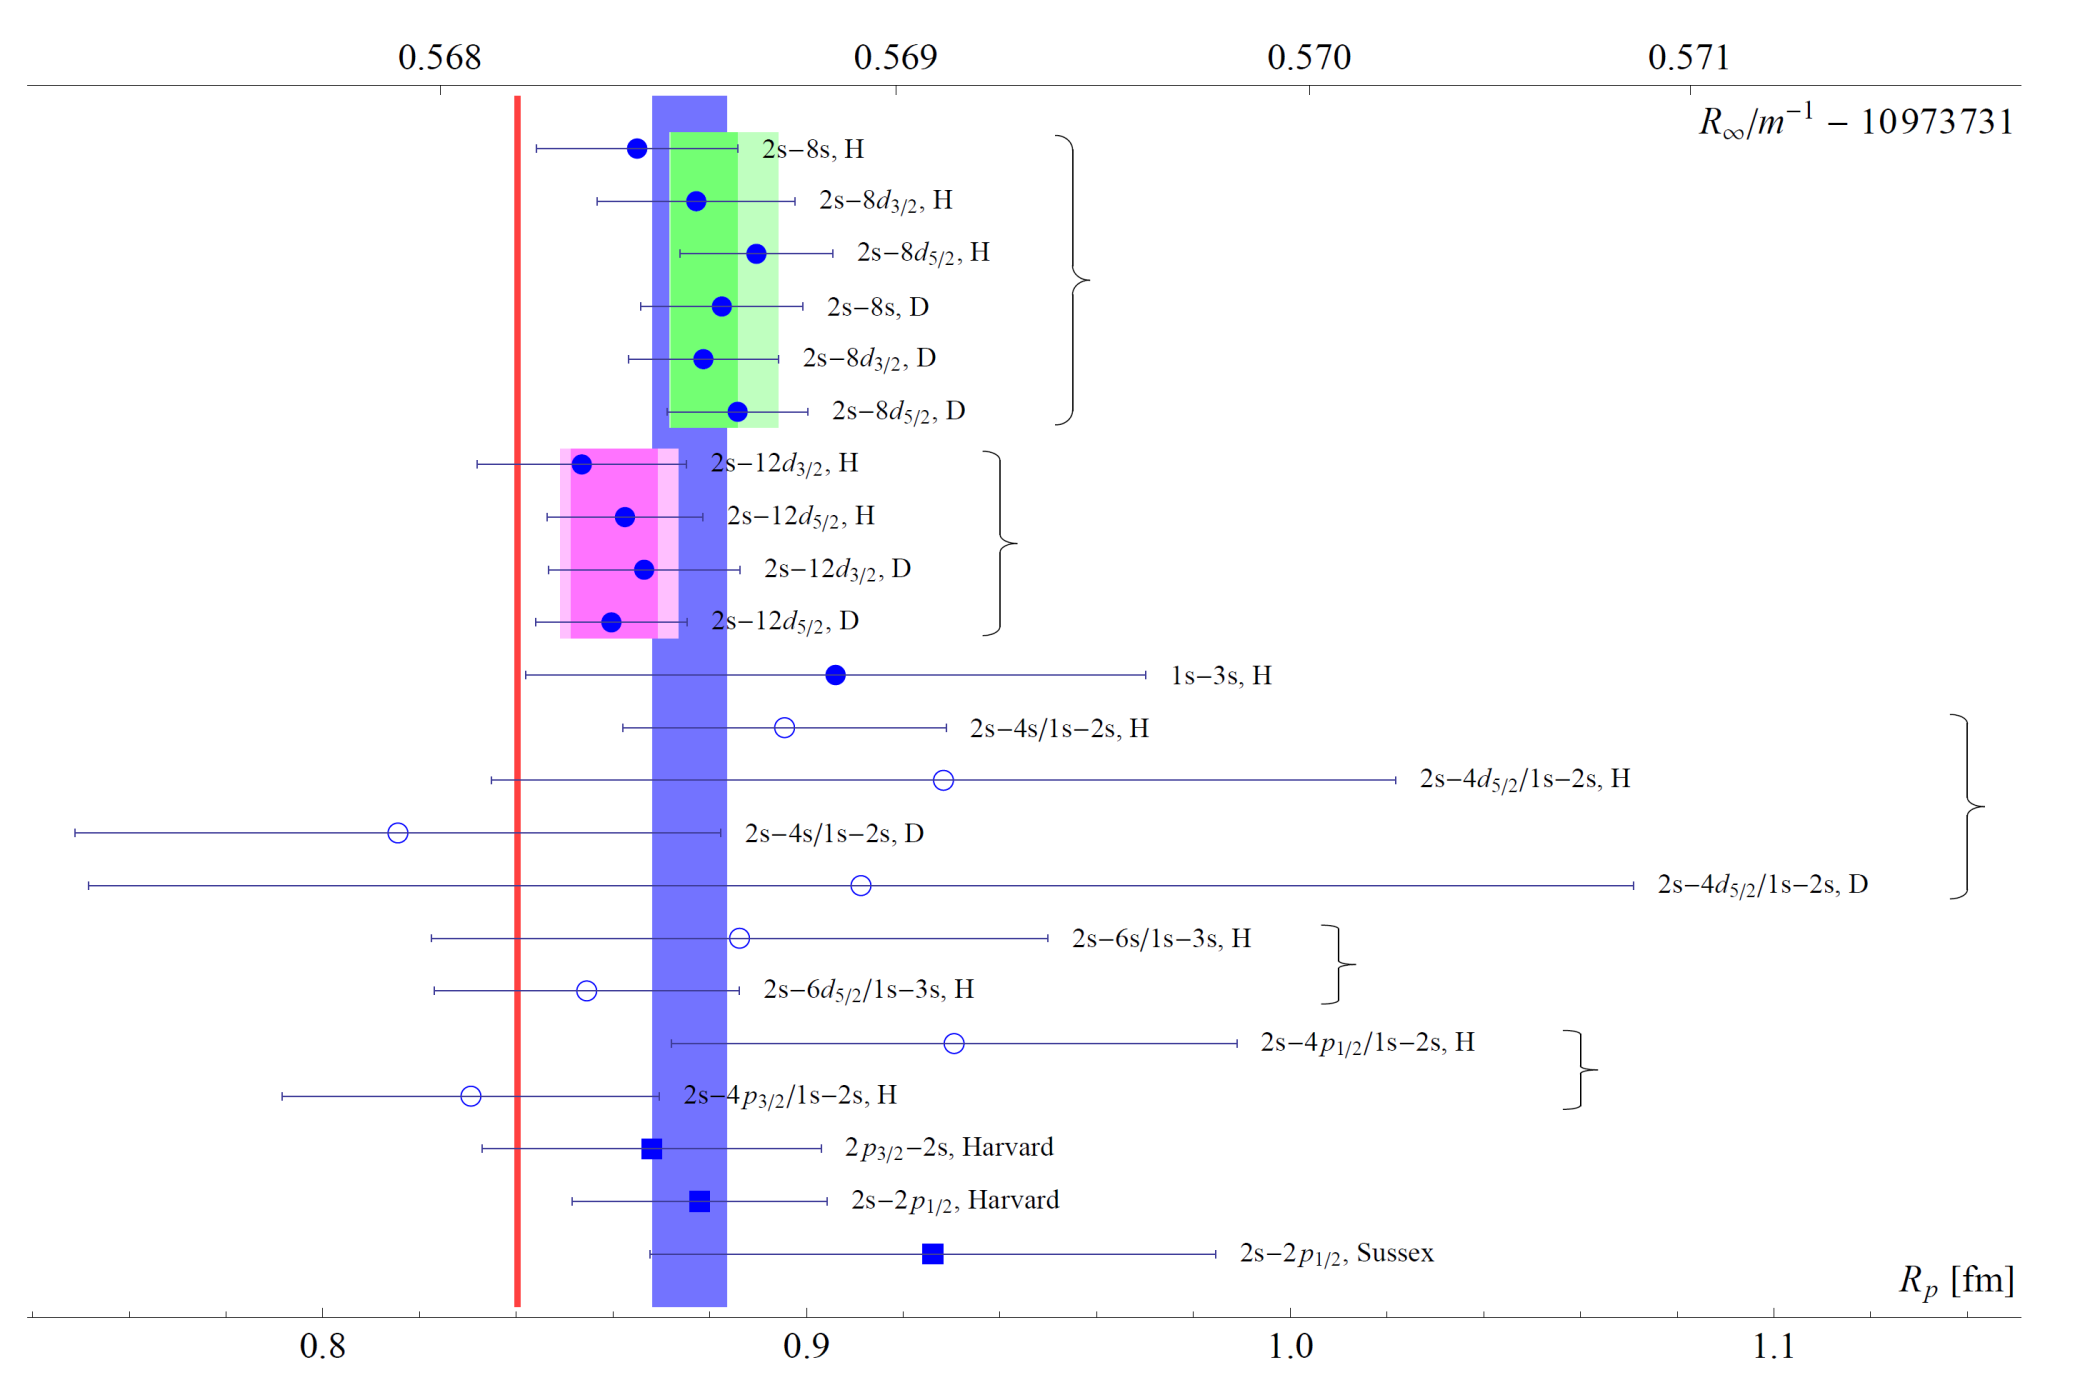 0.568 0.569 0.570 0.571
R∞/m⁻¹ − 10973731
2s−8s, H
2s−8d3/2, H
2s−8d5/2, H
2s−8s, D
2s−8d3/2, D
2s−8d5/2, D
2s−12d3/2, H
2s−12d5/2, H
2s−12d3/2, D
2s−12d5/2, D
1s−3s, H
2s−4s/1s−2s, H
2s−4d5/2/1s−2s, H
2s−4s/1s−2s, D
2s−4d5/2/1s−2s, D
2s−6s/1s−3s, H
2s−6d5/2/1s−3s, H
2s−4p1/2/1s−2s, H
2s−4p3/2/1s−2s, H
2p3/2−2s, Harvard
2s−2p1/2, Harvard
2s−2p1/2, Sussex
Rp [fm]
0.8 0.9 1.0 1.1